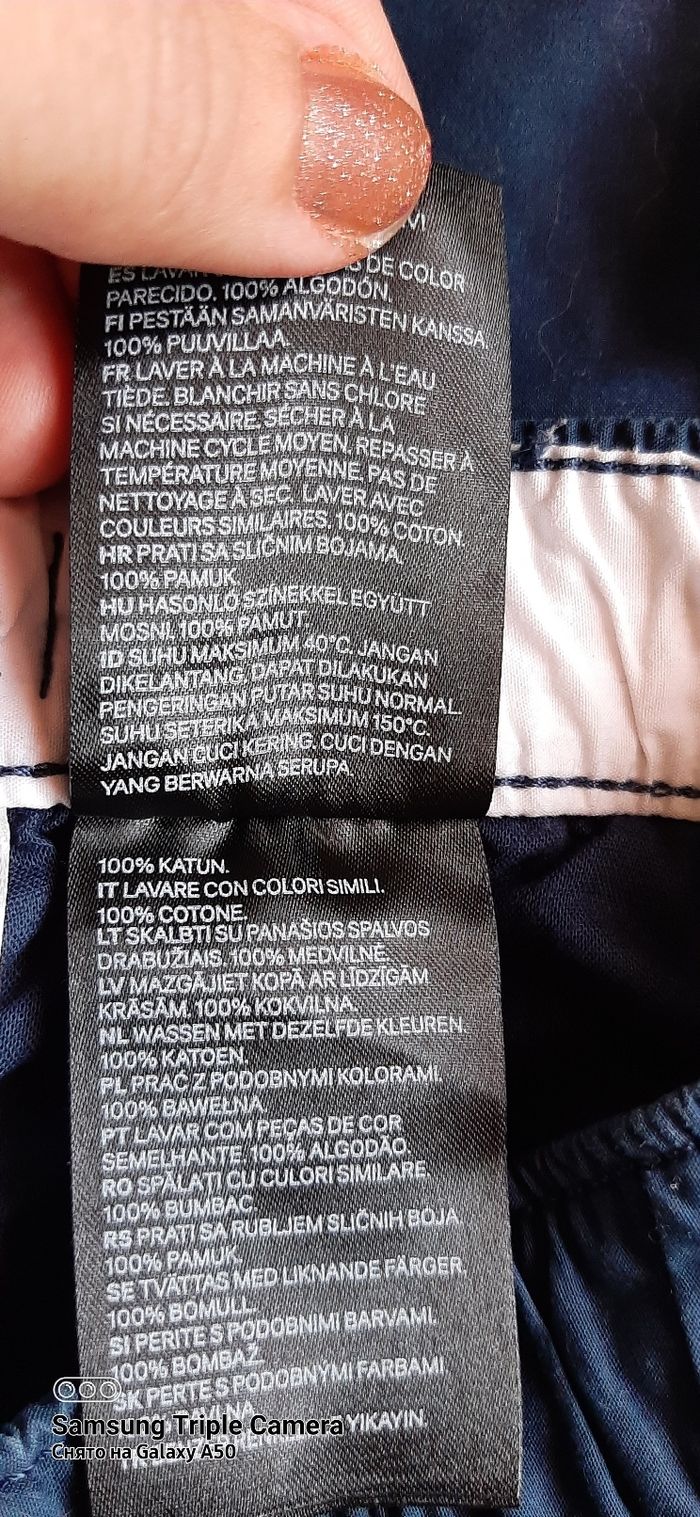 VI
ES LAVAR DE COLOR
PARECIDO. 100% ALGODÓN.
FI PESTÄÄN SAMANVÄRISTEN KANSSA.
100% PUUVILLAA.
FR LAVER À LA MACHINE À L'EAU
TIÈDE. BLANCHIR SANS CHLORE
SI NÉCESSAIRE. SÉCHER À LA
MACHINE CYCLE MOYEN. REPASSER À
TEMPÉRATURE MOYENNE. PAS DE
NETTOYAGE À SEC. LAVER AVEC
COULEURS SIMILAIRES. 100% COTON.
HR PRATI SA SLIČNIM BOJAMA.
100% PAMUK.
HU HASONLÓ SZÍNEKKEL EGYÜTT
MOSNI. 100% PAMUT.
ID SUHU MAKSIMUM 40°C. JANGAN
DIKELANTANG. DAPAT DILAKUKAN
PENGERINGAN PUTAR SUHU NORMAL.
SUHU SETERIKA MAKSIMUM 150°C.
JANGAN CUCI KERING. CUCI DENGAN
YANG BERWARNA SERUPA.
100% KATUN.
IT LAVARE CON COLORI SIMILI.
100% COTONE.
LT SKALBTI SU PANAŠIOS SPALVOS
DRABUŽIAIS. 100% MEDVILNĖ.
LV MAZGĀJIET KOPĀ AR LĪDZĪGĀM
KRĀSĀM. 100% KOKVILNA.
NL WASSEN MET DEZELFDE KLEUREN.
100% KATOEN.
PL PRAĆ Z PODOBNYMI KOLORAMI.
100% BAWEŁNA.
PT LAVAR COM PEÇAS DE COR
SEMELHANTE. 100% ALGODÃO.
RO SPĂLAȚI CU CULORI SIMILARE.
100% BUMBAC.
RS PRATI SA RUBLJEM SLIČNIH BOJA.
100% PAMUK.
SE TVÄTTAS MED LIKNANDE FÄRGER.
100% BOMULL.
SI PERITE S PODOBNIMI BARVAMI.
100% BOMBAŽ.
SK PERTE S PODOBNÝMI FARBAMI.
YIKAYIN.
Samsung Triple Camera
Снято на Galaxy A50